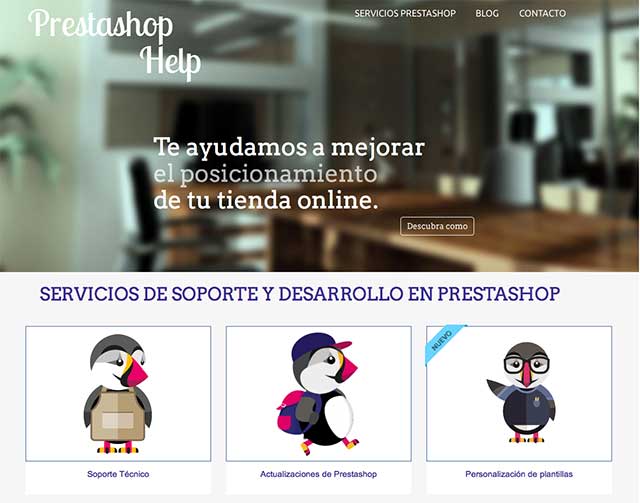 Prestashop
Help
SERVICIOS PRESTASHOP BLOG CONTACTO
Te ayudamos a mejorar
el posicionamiento
de tu tienda online.
Descubra como
SERVICIOS DE SOPORTE Y DESARROLLO EN PRESTASHOP
NUEVO
Soporte Técnico
Actualizaciones de Prestashop
Personalización de plantillas